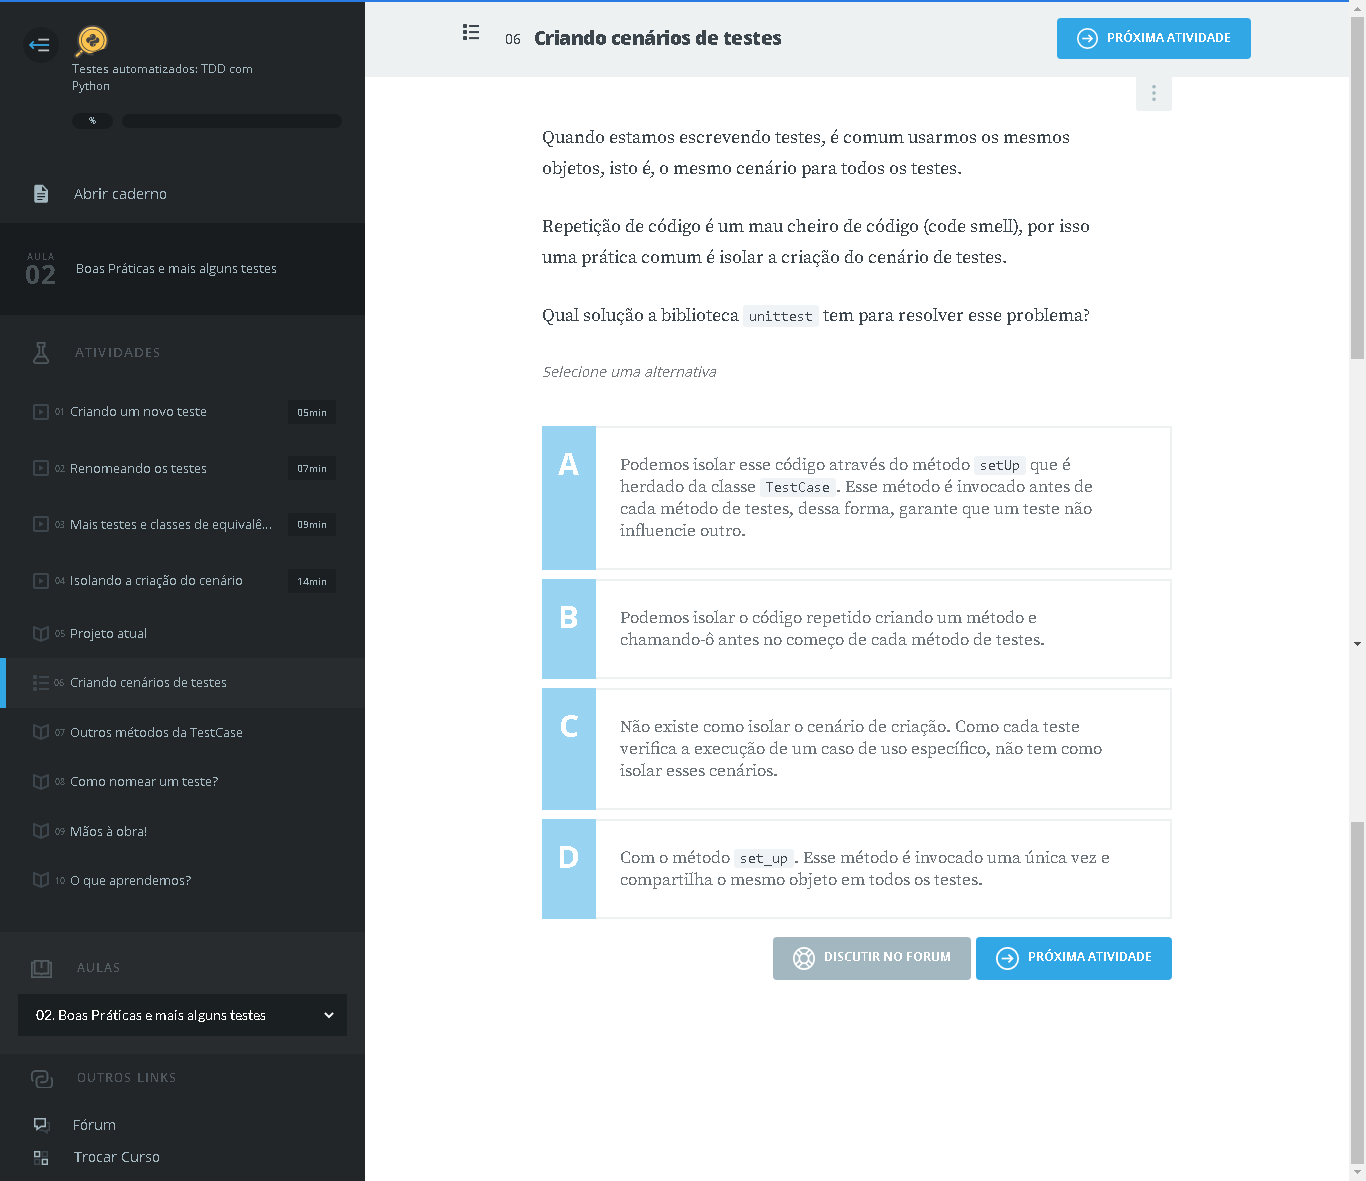 Testes automatizados: TDD com
Python
%
Abrir caderno
AULA
02
Boas Práticas e mais alguns testes
ATIVIDADES
01 Criando um novo teste 05min
02 Renomeando os testes 07min
03 Mais testes e classes de equivalê... 09min
04 Isolando a criação do cenário 14min
05 Projeto atual
06 Criando cenários de testes
07 Outros métodos da TestCase
08 Como nomear um teste?
09 Mãos à obra!
10 O que aprendemos?
AULAS
02. Boas Práticas e mais alguns testes
OUTROS LINKS
Fórum
Trocar Curso
06 Criando cenários de testes
PRÓXIMA ATIVIDADE
Quando estamos escrevendo testes, é comum usarmos os mesmos
objetos, isto é, o mesmo cenário para todos os testes.
Repetição de código é um mau cheiro de código (code smell), por isso
uma prática comum é isolar a criação do cenário de testes.
Qual solução a biblioteca unittest tem para resolver esse problema?
Selecione uma alternativa
A
Podemos isolar esse código através do método setUp que é
herdado da classe TestCase . Esse método é invocado antes de
cada método de testes, dessa forma, garante que um teste não
influencie outro.
B
Podemos isolar o código repetido criando um método e
chamando-ô antes no começo de cada método de testes.
C
Não existe como isolar o cenário de criação. Como cada teste
verifica a execução de um caso de uso específico, não tem como
isolar esses cenários.
D
Com o método set_up . Esse método é invocado uma única vez e
compartilha o mesmo objeto em todos os testes.
DISCUTIR NO FORUM
PRÓXIMA ATIVIDADE